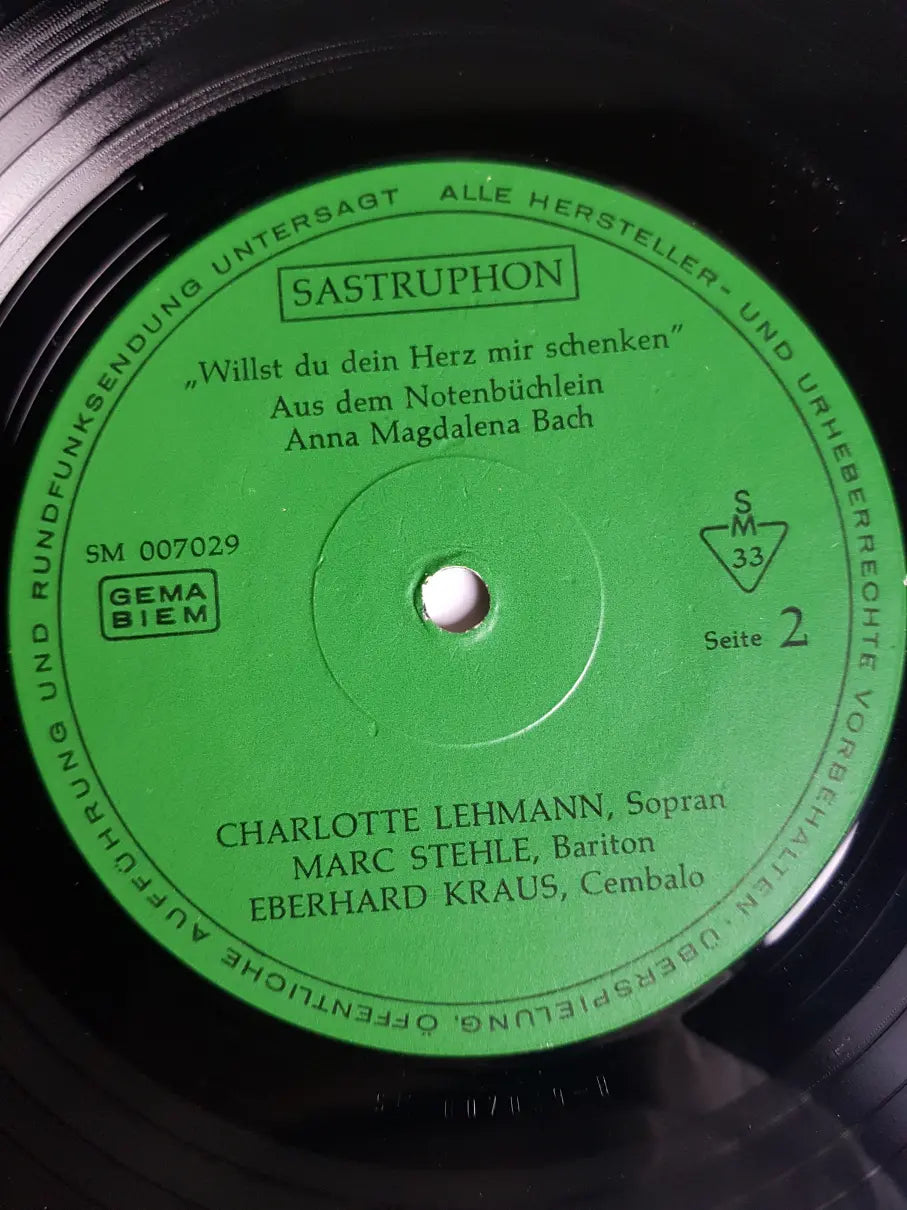 ALLE HERSTELLER- UND URHEBERRECHTE VORBEHALTEN · ÜBERSPIELUNG, ÖFFENTLICHE AUFFÜHRUNG UND RUNDFUNKSENDUNG UNTERSAGT
SASTRUPHON
„Willst du dein Herz mir schenken”
Aus dem Notenbüchlein
Anna Magdalena Bach
SM 007029
GEMA
BIEM
S
M
33
Seite 2
CHARLOTTE LEHMANN, Sopran
MARC STEHLE, Bariton
EBERHARD KRAUS, Cembalo